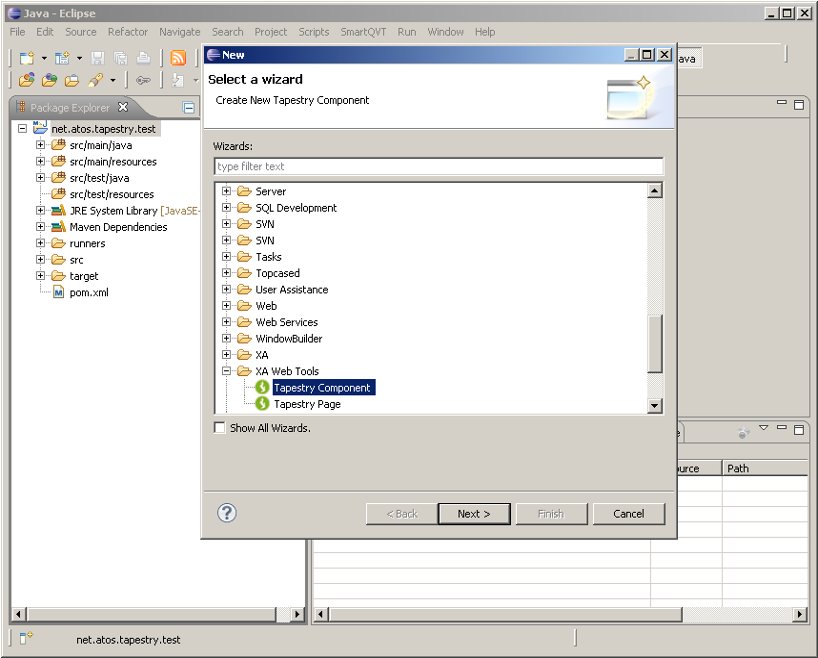 Java - Eclipse
File Edit Source Refactor Navigate Search Project Scripts SmartQVT Run Window Help
Package Explorer
net.atos.tapestry.test
src/main/java
src/main/resources
src/test/java
src/test/resources
JRE System Library [JavaSE-
Maven Dependencies
runners
src
target
pom.xml
New
Select a wizard
Create New Tapestry Component
Wizards:
type filter text
Server
SQL Development
SVN
SVN
Tasks
Topcased
User Assistance
Web
Web Services
WindowBuilder
XA
XA Web Tools
Tapestry Component
Tapestry Page
Show All Wizards.
< Back
Next >
Finish
Cancel
ava
ource
Path
net.atos.tapestry.test